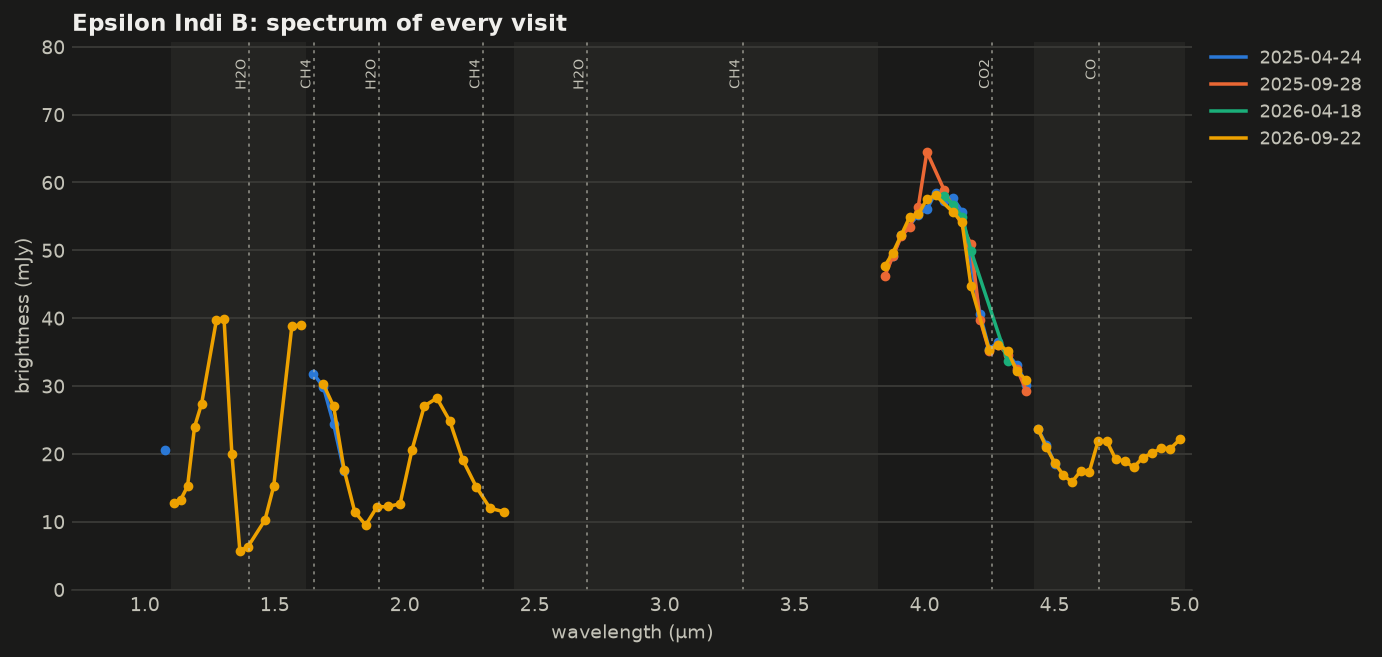 Epsilon Indi B: spectrum of every visit
80
70
60
50
40
30
20
10
0
brightness (mJy)
H2O
CH4
H2O
CH4
H2O
CH4
CO2
CO
2025-04-24
2025-09-28
2026-04-18
2026-09-22
1.0 1.5 2.0 2.5 3.0 3.5 4.0 4.5 5.0
wavelength (μm)